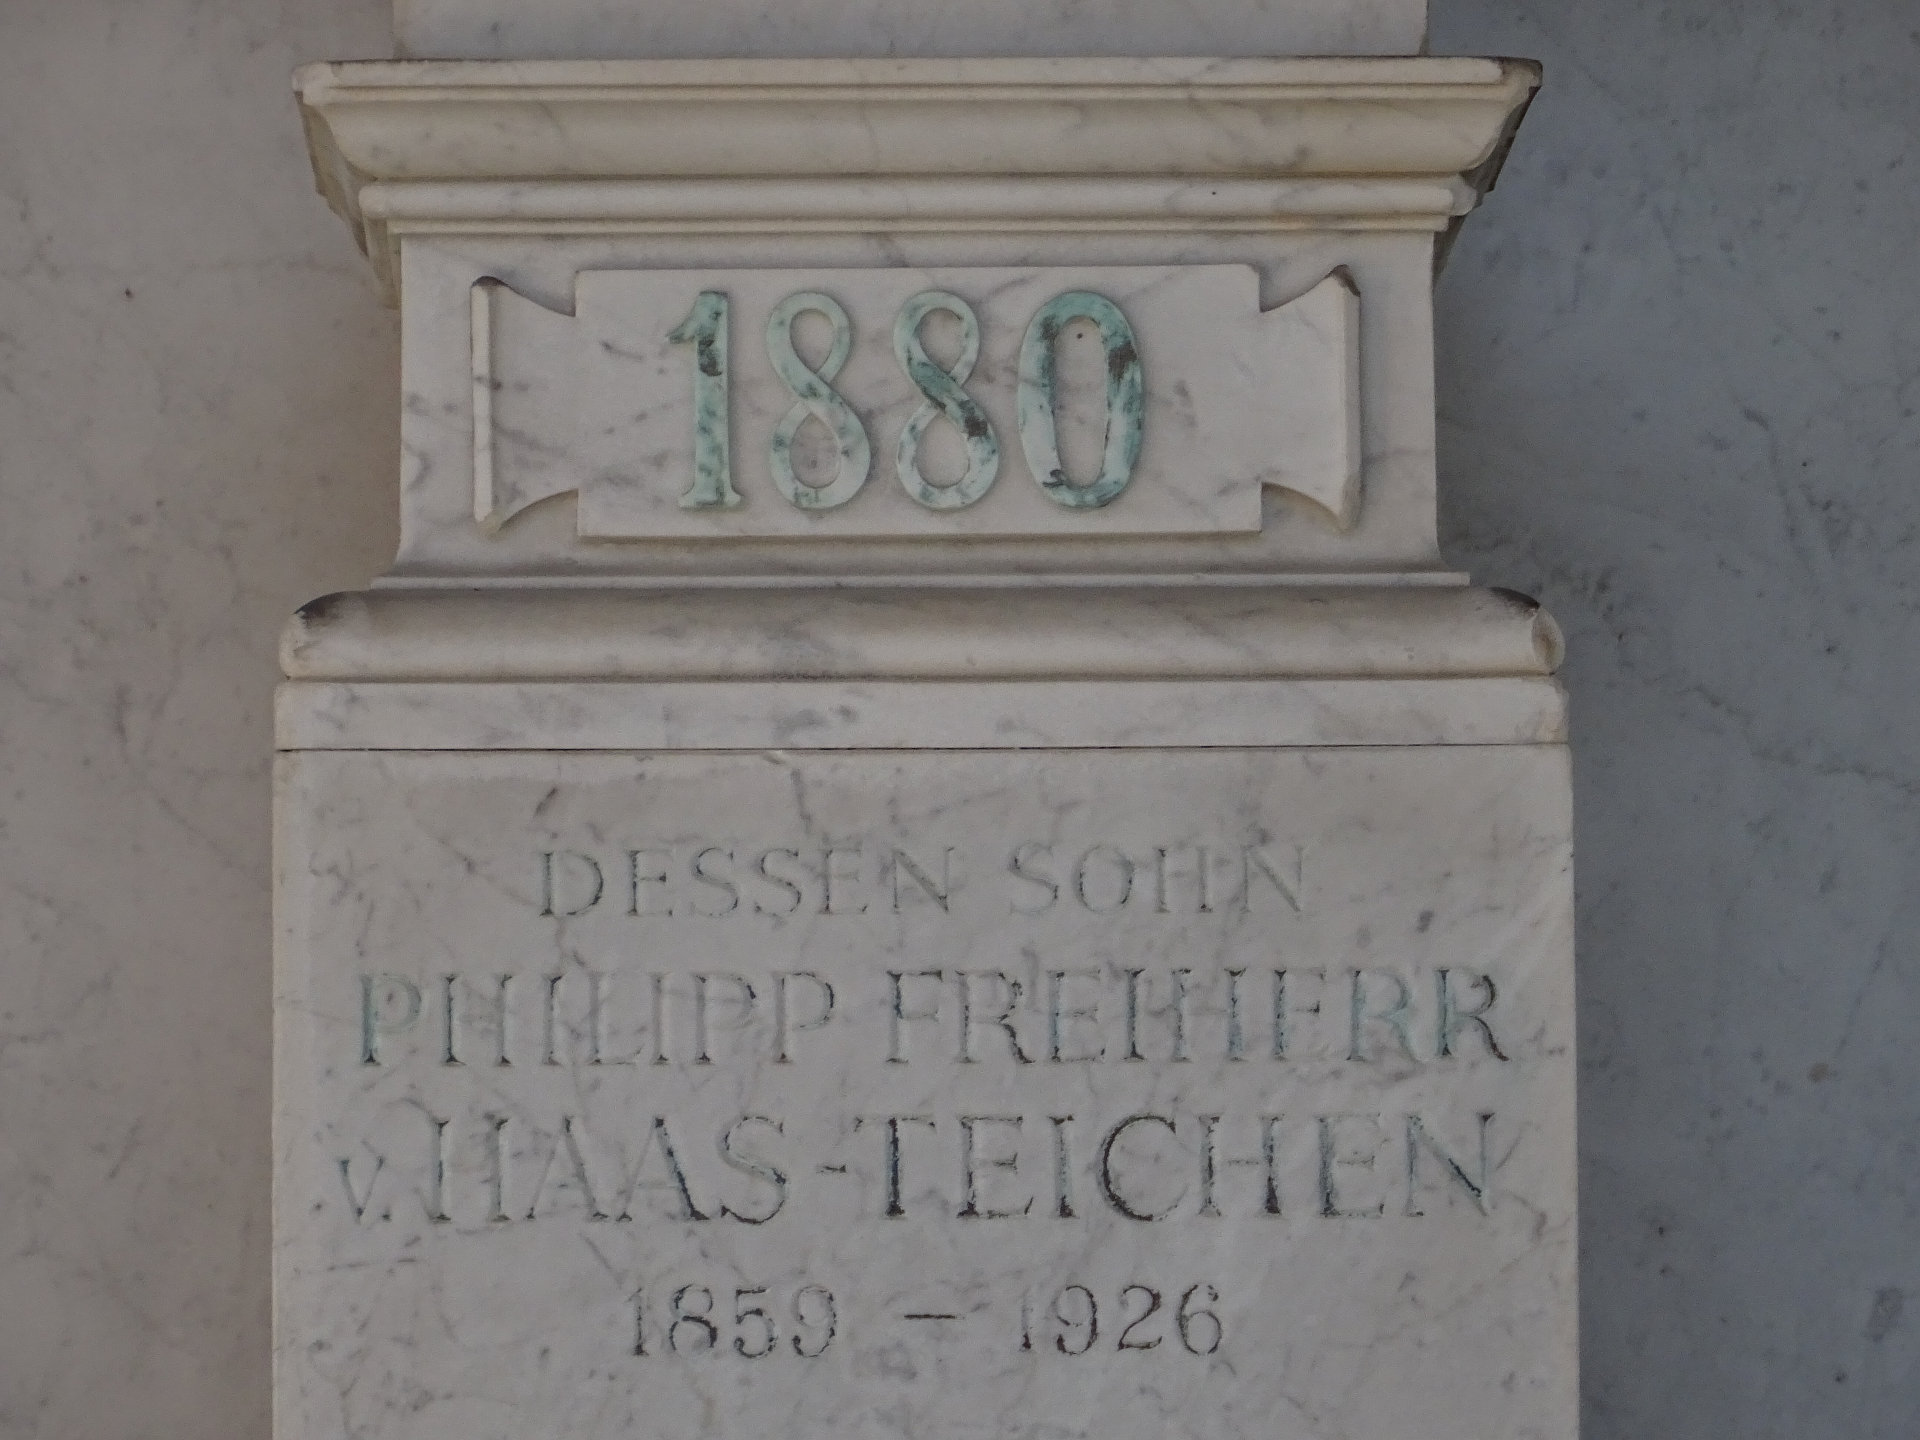 1880
DESSEN SOHN
PHILIPP FREIHERR
v. HAAS-TEICHEN
1859 – 1926